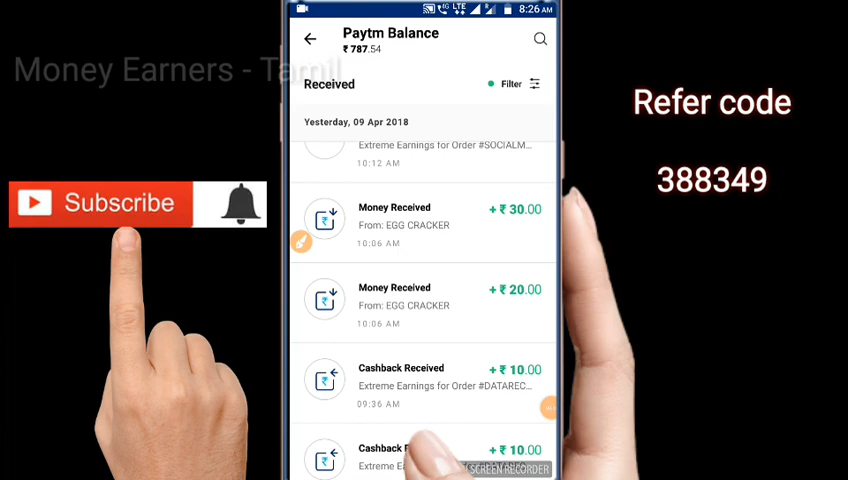 8:26 AM
Paytm Balance
₹ 787.54
Money Earners - Tamil
Received
Filter
Refer code
388349
Yesterday, 09 Apr 2018
Extreme Earnings for Order #SOCIALM...
10:12 AM
Subscribe
Money Received
+ ₹ 30.00
From: EGG CRACKER
10:06 AM
Money Received
+ ₹ 20.00
From: EGG CRACKER
10:06 AM
Cashback Received
+ ₹ 10.00
Extreme Earnings for Order #DATAREC...
09:36 AM
Cashback
+ ₹ 10.00
Extreme Earnings
SCREEN RECORDER